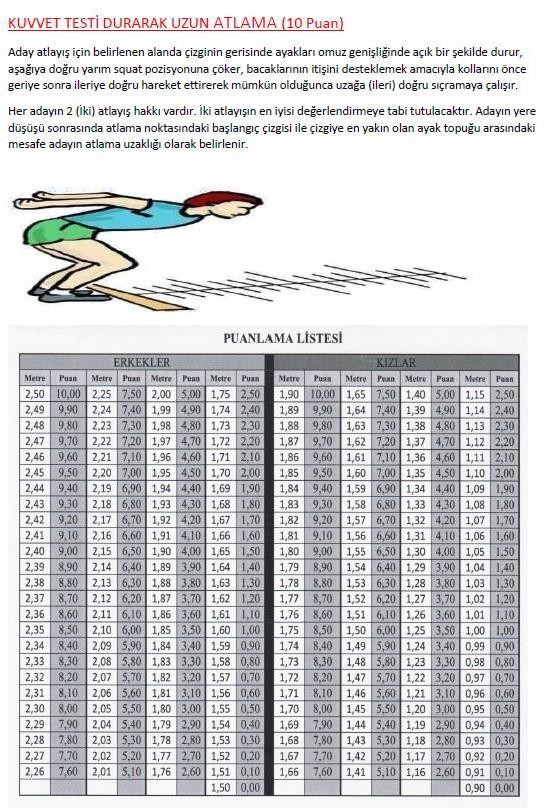 KUVVET TESTİ DURARAK UZUN ATLAMA (10 Puan)
Aday atlayış için belirlenen alanda çizginin gerisinde ayakları omuz genişliğinde açık bir şekilde durur,
aşağıya doğru yarım squat pozisyonuna çöker, bacaklarının itişini desteklemek amacıyla kollarını önce
geriye sonra ileriye doğru hareket ettirerek mümkün olduğunca uzağa (ileri) doğru sıçramaya çalışır.
Her adayın 2 (İki) atlayış hakkı vardır. İki atlayışın en iyisi değerlendirmeye tabi tutulacaktır. Adayın yere
düşüşü sonrasında atlama noktasındaki başlangıç çizgisi ile çizgiye en yakın olan ayak topuğu arasındaki
mesafe adayın atlama uzaklığı olarak belirlenir.
PUANLAMA LİSTESİ
ERKEKLER KIZLAR
Metre Puan Metre Puan Metre Puan Metre Puan Metre Puan Metre Puan Metre Puan Metre Puan
2,50 10,00 2,25 7,50 2,00 5,00 1,75 2,50 1,90 10,00 1,65 7,50 1,40 5,00 1,15 2,50
2,49 9,90 2,24 7,40 1,99 4,90 1,74 2,40 1,89 9,90 1,64 7,40 1,39 4,90 1,14 2,40
2,48 9,80 2,23 7,30 1,98 4,80 1,73 2,30 1,88 9,80 1,63 7,30 1,38 4,80 1,13 2,30
2,47 9,70 2,22 7,20 1,97 4,70 1,72 2,20 1,87 9,70 1,62 7,20 1,37 4,70 1,12 2,20
2,46 9,60 2,21 7,10 1,96 4,60 1,71 2,10 1,86 9,60 1,61 7,10 1,36 4,60 1,11 2,10
2,45 9,50 2,20 7,00 1,95 4,50 1,70 2,00 1,85 9,50 1,60 7,00 1,35 4,50 1,10 2,00
2,44 9,40 2,19 6,90 1,94 4,40 1,69 1,90 1,84 9,40 1,59 6,90 1,34 4,40 1,09 1,90
2,43 9,30 2,18 6,80 1,93 4,30 1,68 1,80 1,83 9,30 1,58 6,80 1,33 4,30 1,08 1,80
2,42 9,20 2,17 6,70 1,92 4,20 1,67 1,70 1,82 9,20 1,57 6,70 1,32 4,20 1,07 1,70
2,41 9,10 2,16 6,60 1,91 4,10 1,66 1,60 1,81 9,10 1,56 6,60 1,31 4,10 1,06 1,60
2,40 9,00 2,15 6,50 1,90 4,00 1,65 1,50 1,80 9,00 1,55 6,50 1,30 4,00 1,05 1,50
2,39 8,90 2,14 6,40 1,89 3,90 1,64 1,40 1,79 8,90 1,54 6,40 1,29 3,90 1,04 1,40
2,38 8,80 2,13 6,30 1,88 3,80 1,63 1,30 1,78 8,80 1,53 6,30 1,28 3,80 1,03 1,30
2,37 8,70 2,12 6,20 1,87 3,70 1,62 1,20 1,77 8,70 1,52 6,20 1,27 3,70 1,02 1,20
2,36 8,60 2,11 6,10 1,86 3,60 1,61 1,10 1,76 8,60 1,51 6,10 1,26 3,60 1,01 1,10
2,35 8,50 2,10 6,00 1,85 3,50 1,60 1,00 1,75 8,50 1,50 6,00 1,25 3,50 1,00 1,00
2,34 8,40 2,09 5,90 1,84 3,40 1,59 0,90 1,74 8,40 1,49 5,90 1,24 3,40 0,99 0,90
2,33 8,30 2,08 5,80 1,83 3,30 1,58 0,80 1,73 8,30 1,48 5,80 1,23 3,30 0,98 0,80
2,32 8,20 2,07 5,70 1,82 3,20 1,57 0,70 1,72 8,20 1,47 5,70 1,22 3,20 0,97 0,70
2,31 8,10 2,06 5,60 1,81 3,10 1,56 0,60 1,71 8,10 1,46 5,60 1,21 3,10 0,96 0,60
2,30 8,00 2,05 5,50 1,80 3,00 1,55 0,50 1,70 8,00 1,45 5,50 1,20 3,00 0,95 0,50
2,29 7,90 2,04 5,40 1,79 2,90 1,54 0,40 1,69 7,90 1,44 5,40 1,19 2,90 0,94 0,40
2,28 7,80 2,03 5,30 1,78 2,80 1,53 0,30 1,68 7,80 1,43 5,30 1,18 2,80 0,93 0,30
2,27 7,70 2,02 5,20 1,77 2,70 1,52 0,20 1,67 7,70 1,42 5,20 1,17 2,70 0,92 0,20
2,26 7,60 2,01 5,10 1,76 2,60 1,51 0,10 1,66 7,60 1,41 5,10 1,16 2,60 0,91 0,10
1,50 0,00 0,90 0,00